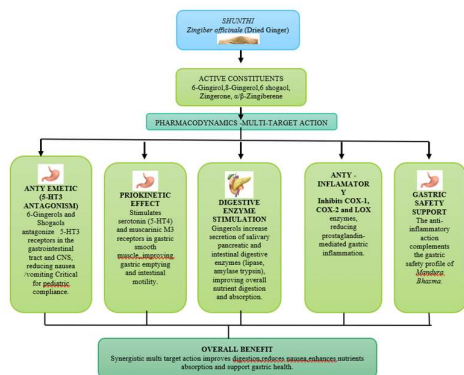 SHUNTHI
Zingiber officinale (Dried Ginger)
ACTIVE CONSTITUENTS
6-Gingirol,8-Gingerol,6 shogaol,
Zingerone, α/β-Zingiberene
PHARMACODYNAMICS -MULTI-TARGET ACTION
ANTY EMETIC
(5-HT3
ANTAGONISM)
6-Gingerols and
Shogaols
antagonize 5-HT3
receptors in the
gastrointestinal
tract and CNS,
reducing nausea
/vomiting Critical
for pediatric
compliance.
PRIOKINETIC
EFFECT
Stimulates
serotonin (5-HT4) and
muscarinic M3
receptors in gastric
smooth
muscle, improving
gastric emptying
and intestinal
motility.
DIGESTIVE
ENZYME
STIMULATION
Gingerols increase
secretion of salivary
pancreatic and
intestinal digestive
enzymes (lipase,
amylase trypsin),
improving overall
nutrient digestion
and absorption.
ANTY -
INFLAMATOR
Y
Inhibits COX-1,
COX-2 and LOX
enzymes,
reducing
prostaglandin-
mediated gastric
inflammation.
GASTRIC
SAFETY
SUPPORT
The anti-
inflammatory
action
complements
the gastric
safety profile of
Mandura
Bhasma.
OVERALL BENEFIT
Synergistic multi target action improves digestion,reduces nausea,enhances nutrients
absorption and support gastric health.